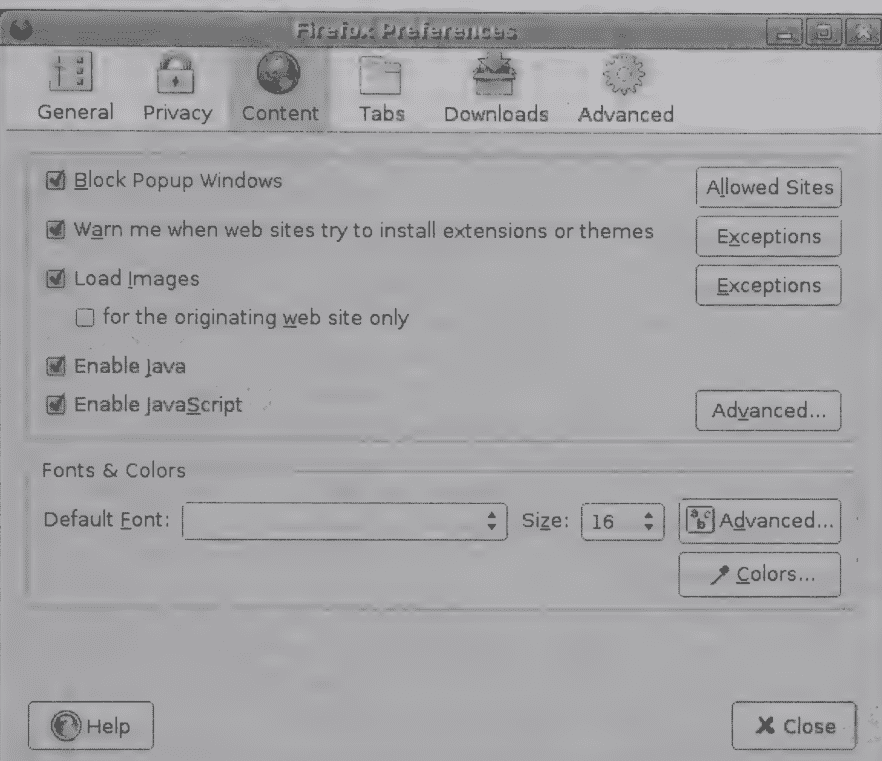 Firefox Preferences
General Privacy Content Tabs Downloads Advanced
Block Popup Windows Allowed Sites
Warn me when web sites try to install extensions or themes Exceptions
Load Images Exceptions
for the originating web site only
Enable Java
Enable JavaScript Advanced...
Fonts & Colors
Default Font: Size: 16 abc Advanced...
Colors...
Help Close